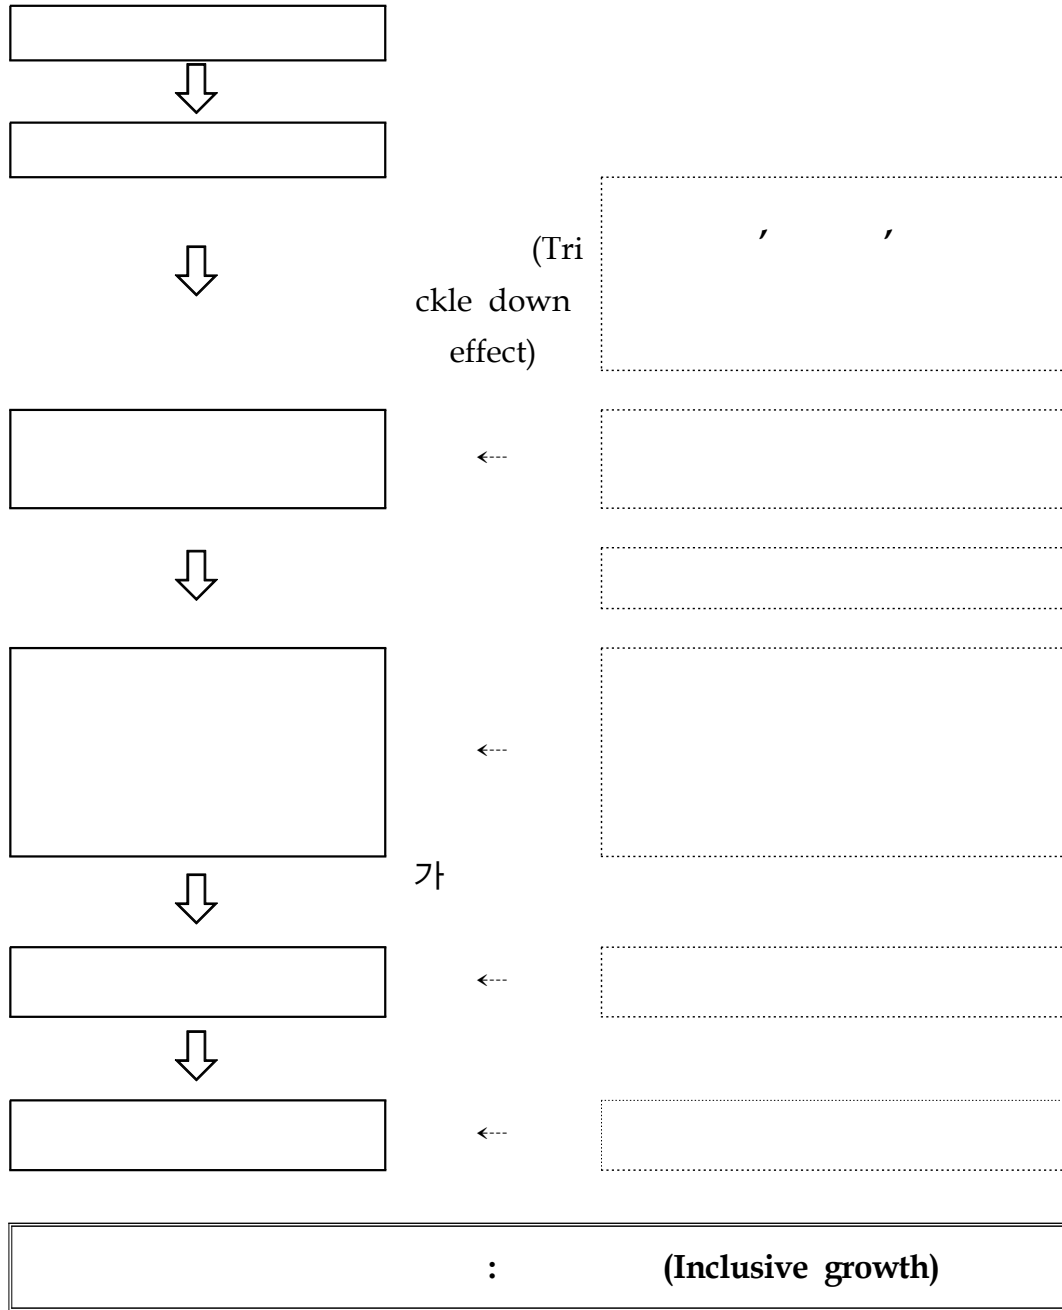 ′ ′
(Tri
ckle down
effect)
가
: (Inclusive growth)